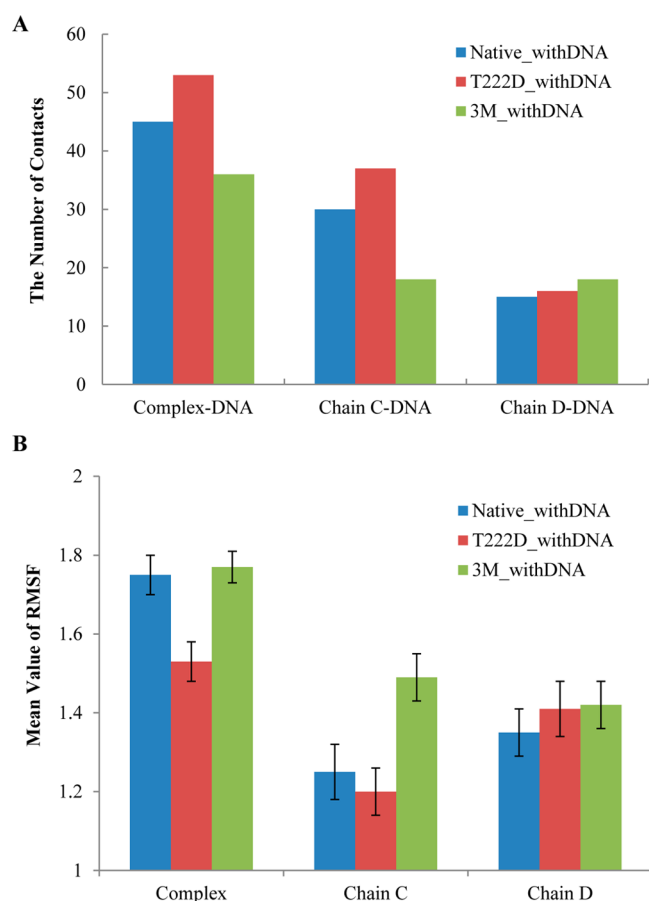 A
The Number of Contacts
60
50
40
30
20
10
0
Native_withDNA
T222D_withDNA
3M_withDNA
Complex-DNA Chain C-DNA Chain D-DNA
B
Mean Value of RMSF
2
1.8
1.6
1.4
1.2
1
Native_withDNA
T222D_withDNA
3M_withDNA
Complex Chain C Chain D